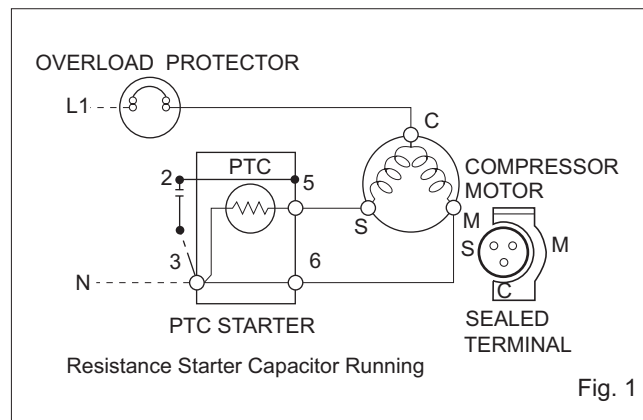 OVERLOAD PROTECTOR
L1
C
PTC
2
5
COMPRESSOR
MOTOR
S
M
3
6
S
M
N
C
PTC STARTER
SEALED
TERMINAL
Resistance Starter Capacitor Running
Fig. 1